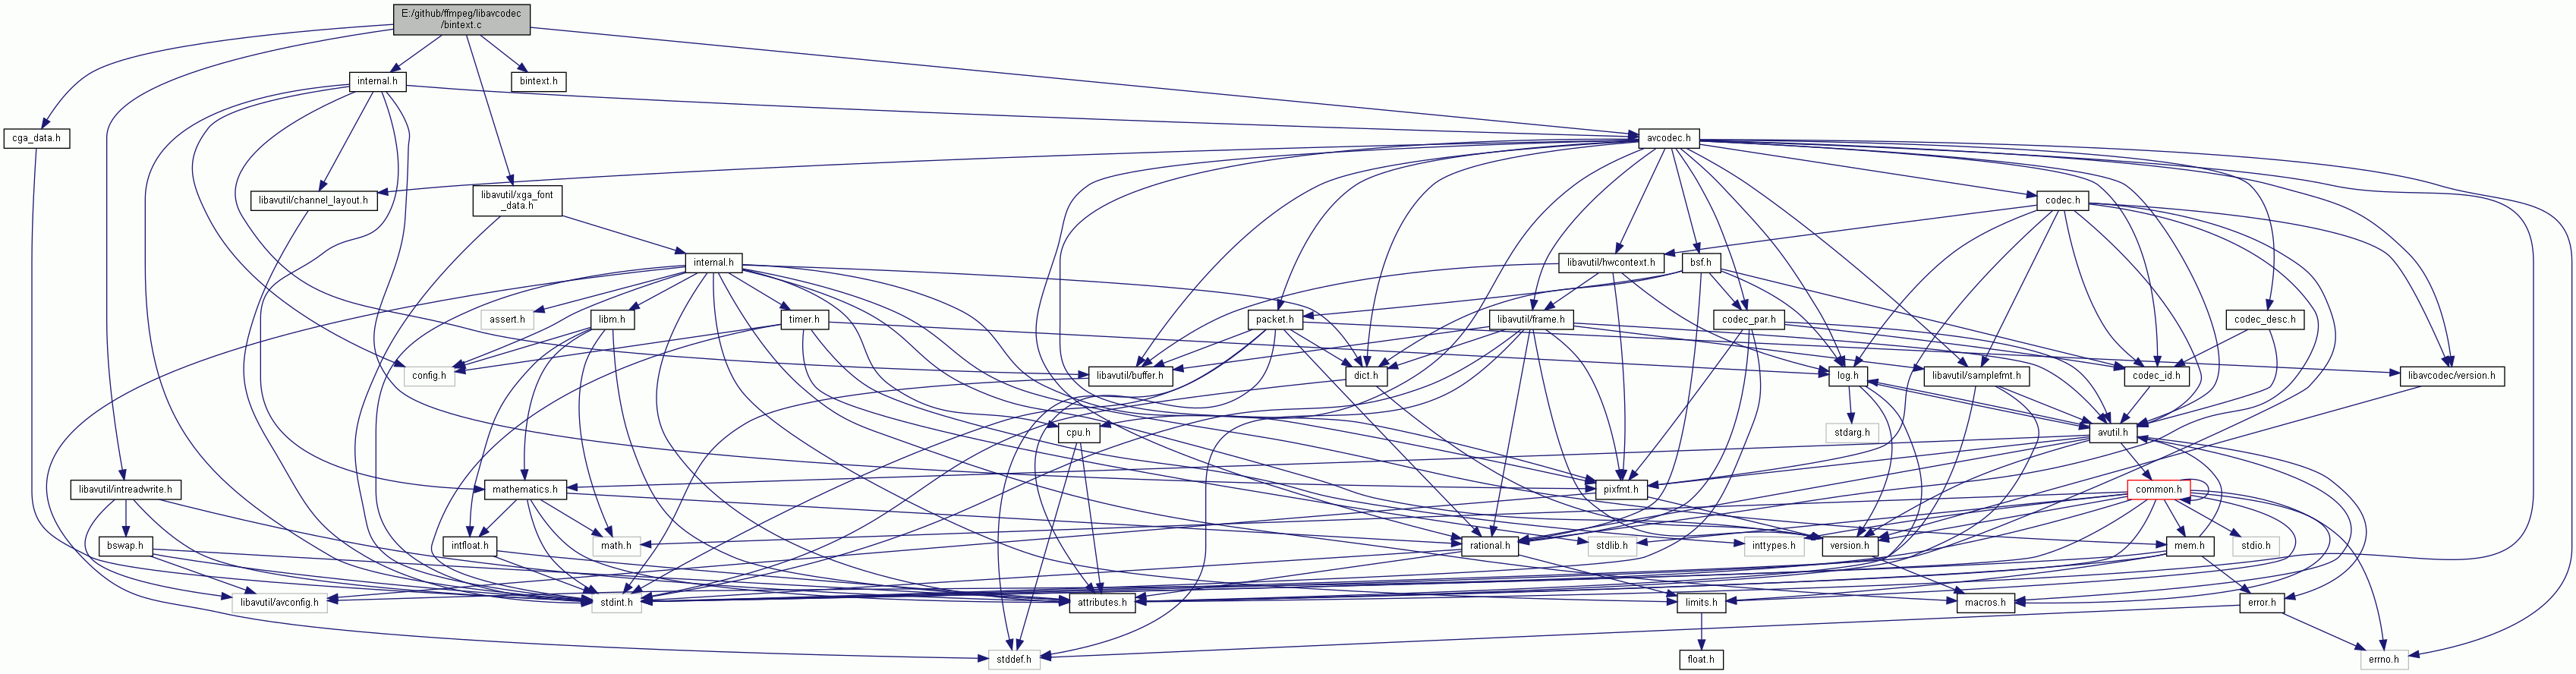 E:/github/ffmpeg/libavcodec
/bintext.c
internal.h
bintext.h
cga_data.h
avcodec.h
libavutil/channel_layout.h
libavutil/xga_font
_data.h
codec.h
internal.h
libavutil/hwcontext.h
bsf.h
assert.h
libm.h
timer.h
packet.h
libavutil/frame.h
codec_par.h
codec_desc.h
config.h
libavutil/buffer.h
dict.h
log.h
libavutil/samplefmt.h
codec_id.h
libavcodec/version.h
cpu.h
stdarg.h
avutil.h
libavutil/intreadwrite.h
mathematics.h
pixfmt.h
common.h
bswap.h
intfloat.h
math.h
rational.h
stdlib.h
inttypes.h
version.h
mem.h
stdio.h
libavutil/avconfig.h
stdint.h
attributes.h
limits.h
macros.h
error.h
stddef.h
float.h
errno.h